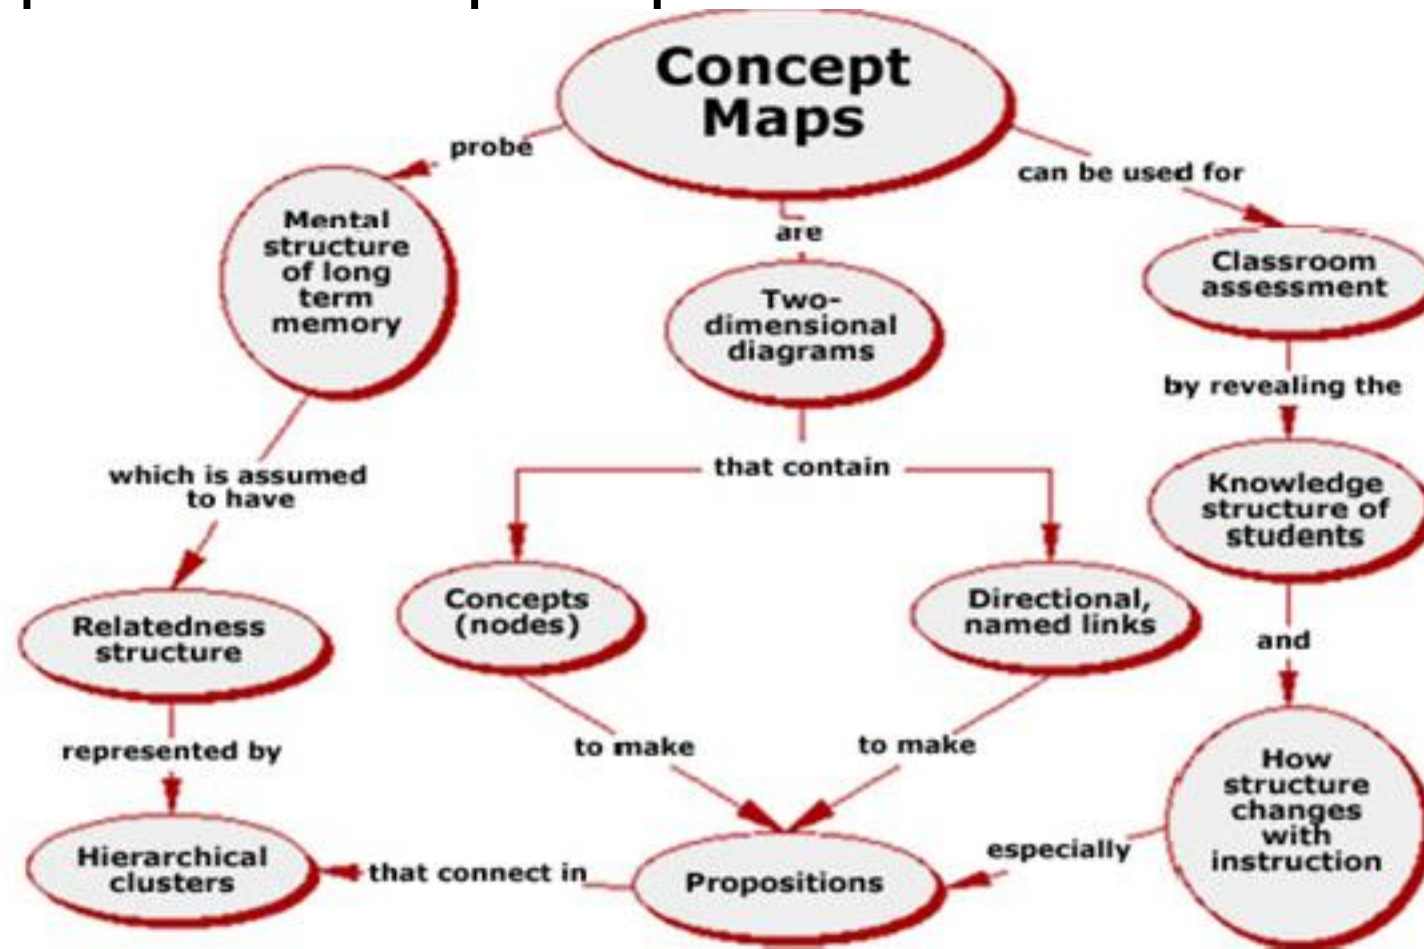 Concept
Maps
probe
can be used for
are
Mental
structure
of long
term
memory
Two-
dimensional
diagrams
Classroom
assessment
by revealing the
which is assumed
to have
that contain
Knowledge
structure of
students
Relatedness
structure
Concepts
(nodes)
Directional,
named links
and
represented by
to make
to make
How
structure
changes
with
instruction
Hierarchical
clusters
that connect in
Propositions
especially